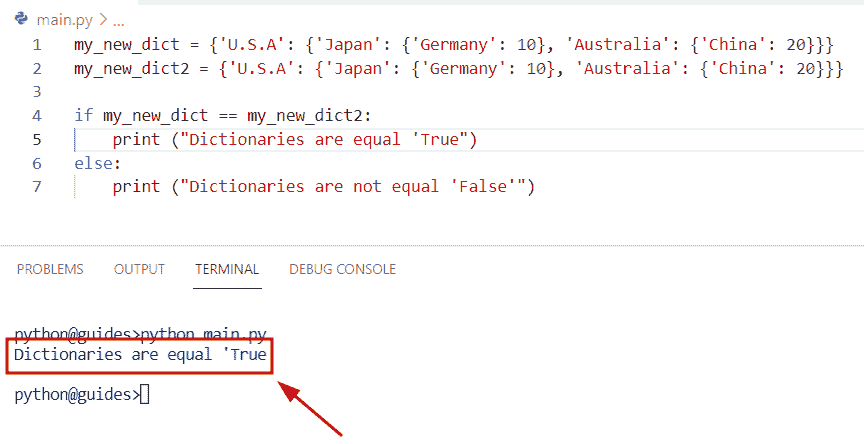 main.py > ...
1 my_new_dict = {'U.S.A': {'Japan': {'Germany': 10}, 'Australia': {'China': 20}}}
2 my_new_dict2 = {'U.S.A': {'Japan': {'Germany': 10}, 'Australia': {'China': 20}}}
3
4 if my_new_dict == my_new_dict2:
5     print ("Dictionaries are equal 'True")
6 else:
7     print ("Dictionaries are not equal 'False'")
PROBLEMS OUTPUT TERMINAL DEBUG CONSOLE
python@guides>python main.py
Dictionaries are equal 'True
python@guides>